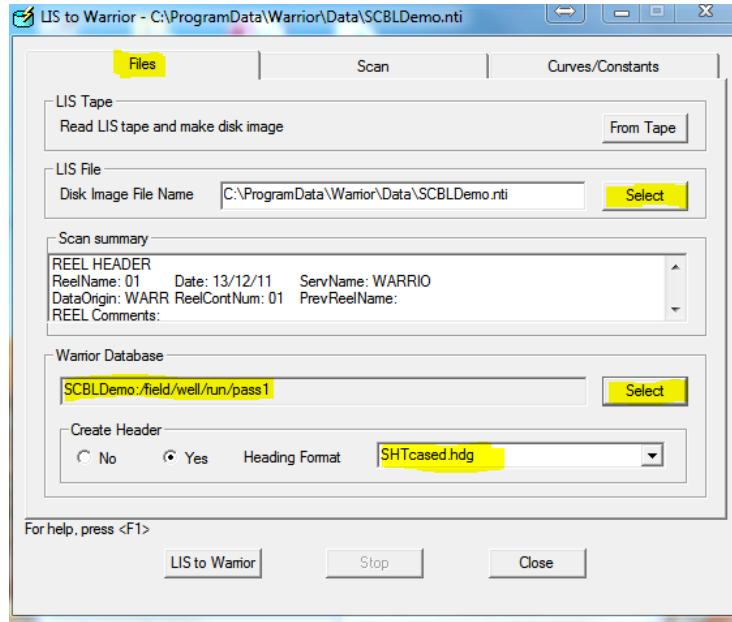 LIS to Warrior - C:\ProgramData\Warrior\Data\SCBLDemo.nti
Files Scan Curves/Constants
LIS Tape
Read LIS tape and make disk image From Tape
LIS File
Disk Image File Name C:\ProgramData\Warrior\Data\SCBLDemo.nti Select
Scan summary
REEL HEADER
ReelName: 01 Date: 13/12/11 ServName: WARRIO
DataOrigin: WARR ReelContNum: 01 PrevReelName:
REEL Comments:
Warrior Database
SCBLDemo:/field/well/run/pass1 Select
Create Header
No Yes Heading Format SHTcased.hdg
For help, press <F1>
LIS to Warrior Stop Close